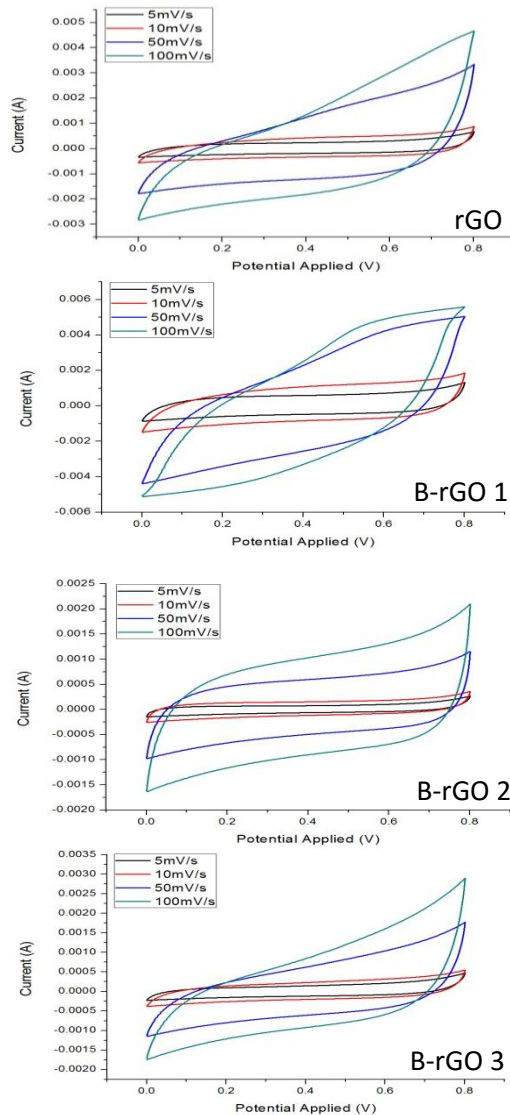 5mV/s
10mV/s
50mV/s
100mV/s
0.005
0.004
0.003
0.002
0.001
0.000
-0.001
-0.002
-0.003
Current (A)
rGO
0.0 0.2 0.4 0.6 0.8
Potential Applied (V)
5mV/s
10mV/s
50mV/s
100mV/s
0.006
0.004
0.002
0.000
-0.002
-0.004
-0.006
Current (A)
B-rGO 1
0.0 0.2 0.4 0.6 0.8
Potential Applied (V)
5mV/s
10mV/s
50mV/s
100mV/s
0.0025
0.0020
0.0015
0.0010
0.0005
0.0000
-0.0005
-0.0010
-0.0015
-0.0020
Current (A)
B-rGO 2
0.0 0.2 0.4 0.6 0.8
Potential Applied (V)
5mV/s
10mV/s
50mV/s
100mV/s
0.0035
0.0030
0.0025
0.0020
0.0015
0.0010
0.0005
0.0000
-0.0005
-0.0010
-0.0015
-0.0020
Current (A)
B-rGO 3
0.0 0.2 0.4 0.6 0.8
Potential Applied (V)